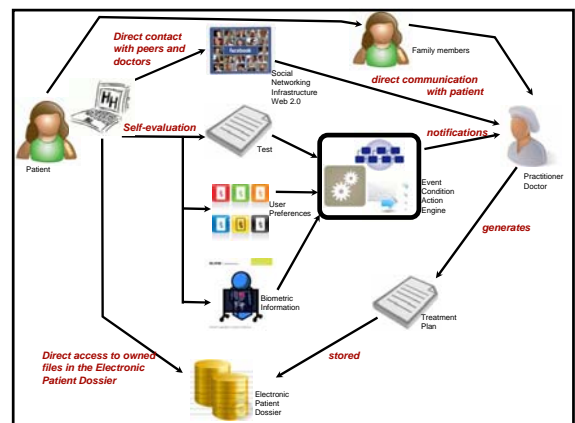 Direct contact
with peers and
doctors
facebook
Family members
Social
Networking
Infrastructure
Web 2.0
direct communication
with patient
HH
Patient
Self-evaluation
Test
notifications
Practitioner
Doctor
User
Preferences
Event
Condition
Action
Engine
t t t
t t t
generates
Biometric
Information
Treatment
Plan
Direct access to owned
files in the Electronic
Patient Dossier
stored
Electronic
Patient
Dossier